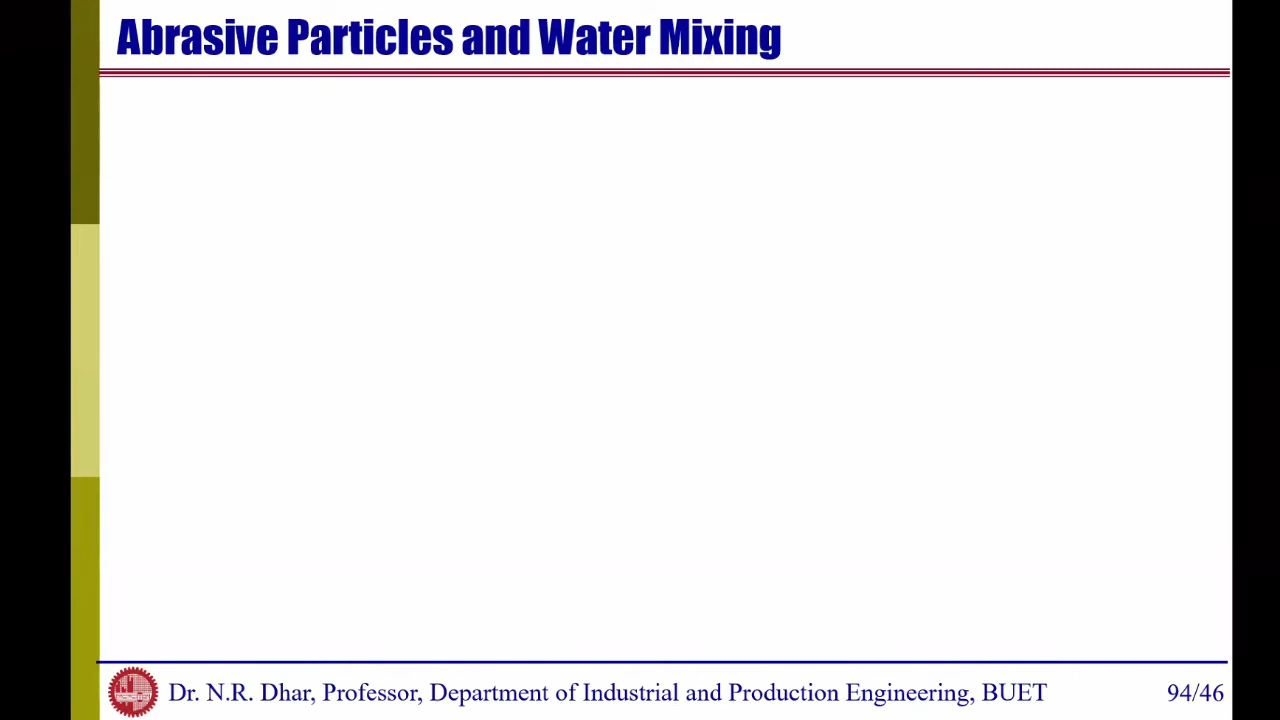 Abrasive Particles and Water Mixing
Dr. N.R. Dhar, Professor, Department of Industrial and Production Engineering, BUET
94/46